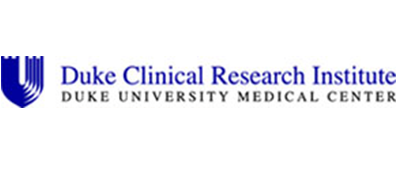 Duke Clinical Research Institute
DUKE UNIVERSITY MEDICAL CENTER